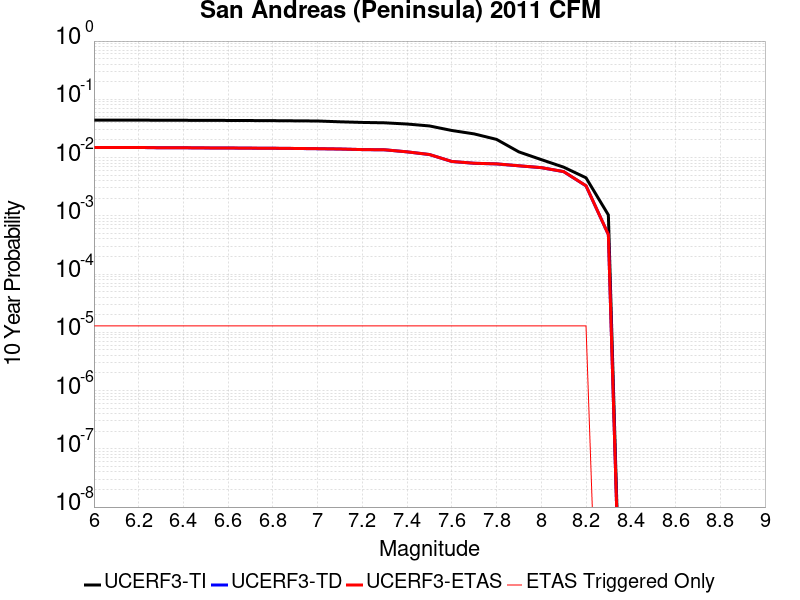 San Andreas (Peninsula) 2011 CFM
10^0
10^-1
10^-2
10^-3
10^-4
10^-5
10^-6
10^-7
10^-8
10 Year Probability
6 6.2 6.4 6.6 6.8 7 7.2 7.4 7.6 7.8 8 8.2 8.4 8.6 8.8 9
Magnitude
UCERF3-TI UCERF3-TD UCERF3-ETAS ETAS Triggered Only